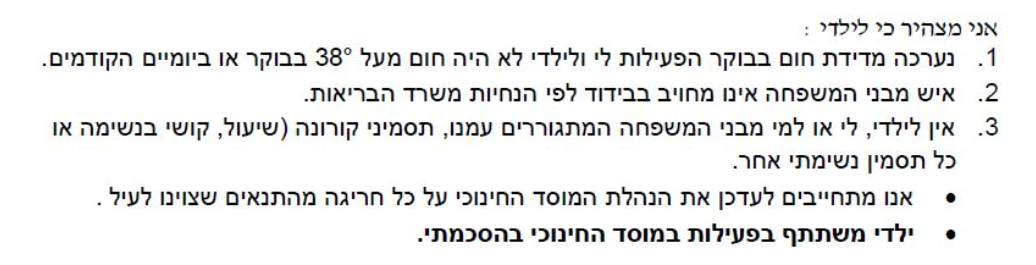 אני מצהיר כי לילדי :
1. נערכה מדידת חום בבוקר הפעילות לי ולילדי לא היה חום מעל 38° בבוקר או ביומיים הקודמים.
2. איש מבני המשפחה אינו מחויב בבידוד לפי הנחיות משרד הבריאות.
3. אין לילדי, לי או למי מבני המשפחה המתגוררים עמנו, תסמיני קורונה (שיעול, קושי בנשימה או
כל תסמין נשימתי אחר.
• אנו מתחייבים לעדכן את הנהלת המוסד החינוכי על כל חריגה מהתנאים שצוינו לעיל .
• ילדי משתתף בפעילות במוסד החינוכי בהסכמתי.